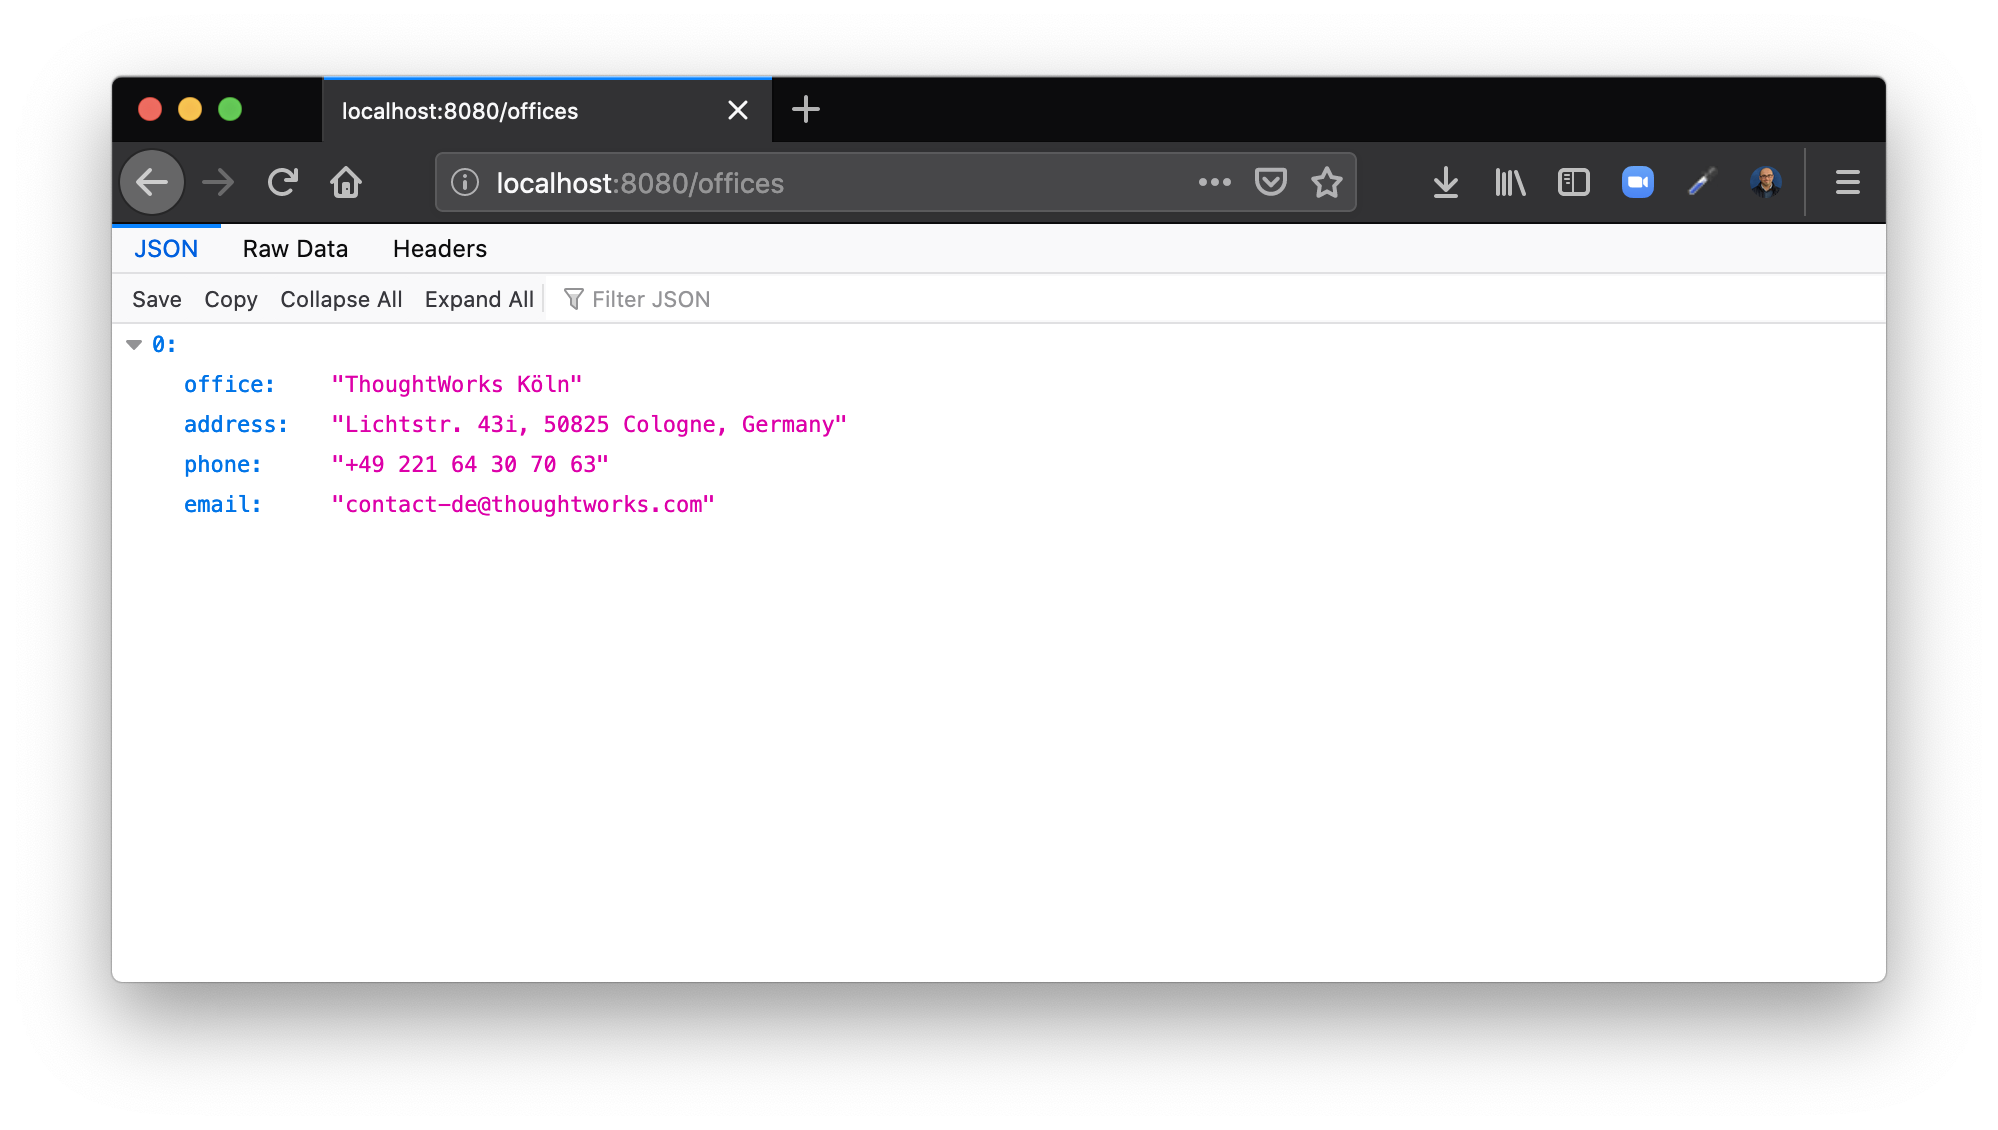 localhost:8080/offices
localhost:8080/offices
JSON Raw Data Headers
Save Copy Collapse All Expand All Filter JSON
0:
office: "ThoughtWorks Köln"
address: "Lichtstr. 43i, 50825 Cologne, Germany"
phone: "+49 221 64 30 70 63"
email: "contact-de@thoughtworks.com"